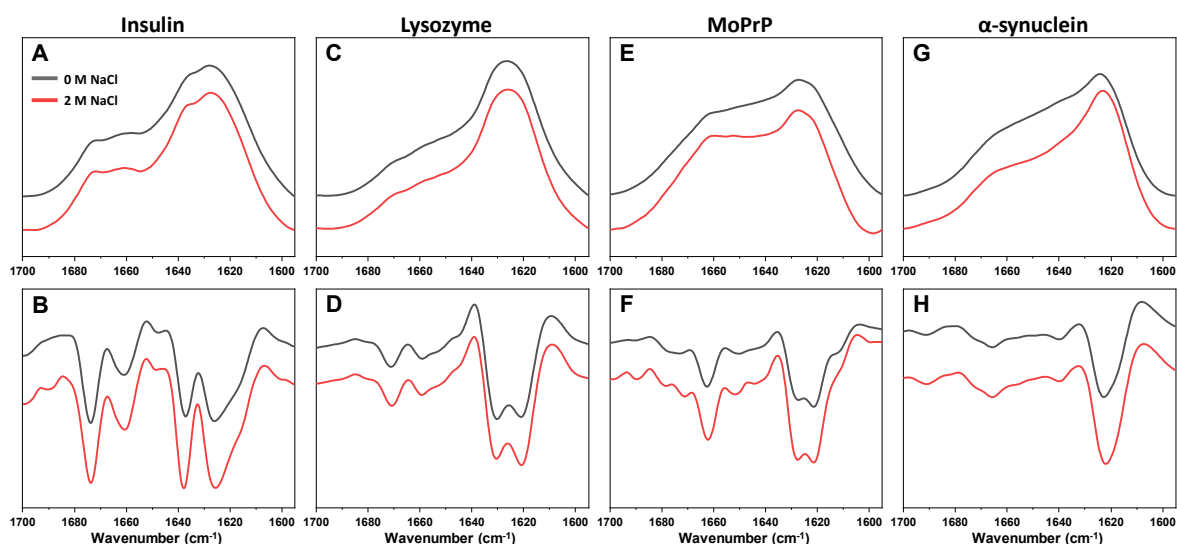 Insulin Lysozyme MoPrP α-synuclein
A C E G
0 M NaCl
2 M NaCl
1700 1680 1660 1640 1620 1600 1700 1680 1660 1640 1620 1600 1700 1680 1660 1640 1620 1600 1700 1680 1660 1640 1620 1600
B D F H
1700 1680 1660 1640 1620 1600 1700 1680 1660 1640 1620 1600 1700 1680 1660 1640 1620 1600 1700 1680 1660 1640 1620 1600
Wavenumber (cm⁻¹) Wavenumber (cm⁻¹) Wavenumber (cm⁻¹) Wavenumber (cm⁻¹)